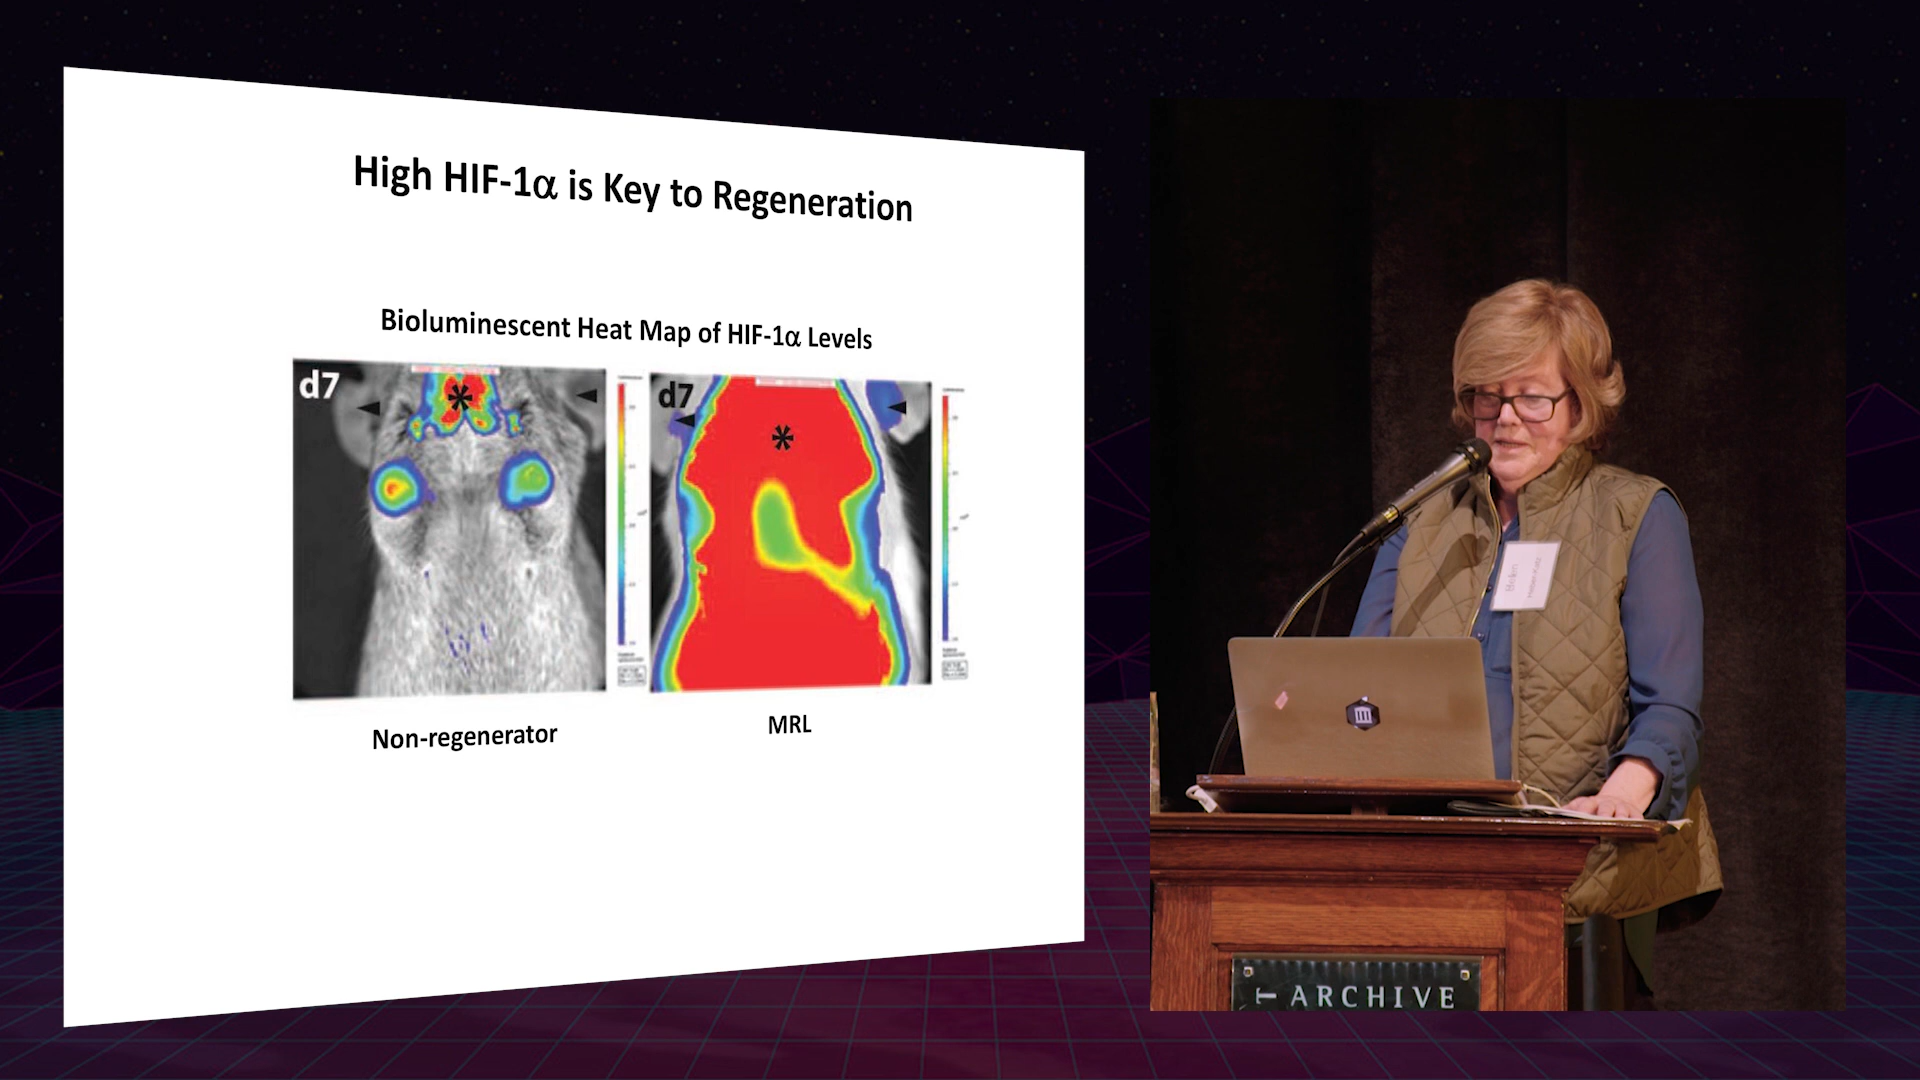 High HIF-1α is Key to Regeneration
Bioluminescent Heat Map of HIF-1α Levels
d7
*
d7
*
Non-regenerator
MRL
T ARCHIVE